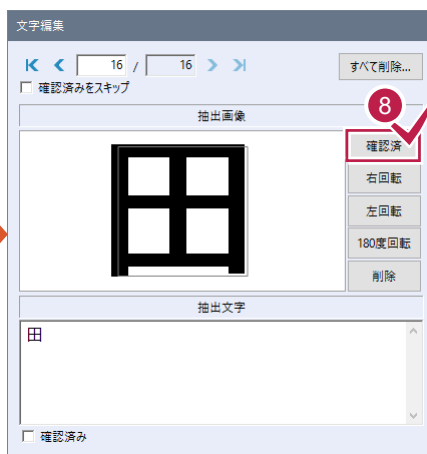 文字編集
16 / 16
すべて削除...
確認済みをスキップ
8
抽出画像
確認済
田
右回転
左回転
180度回転
削除
抽出文字
田
確認済み